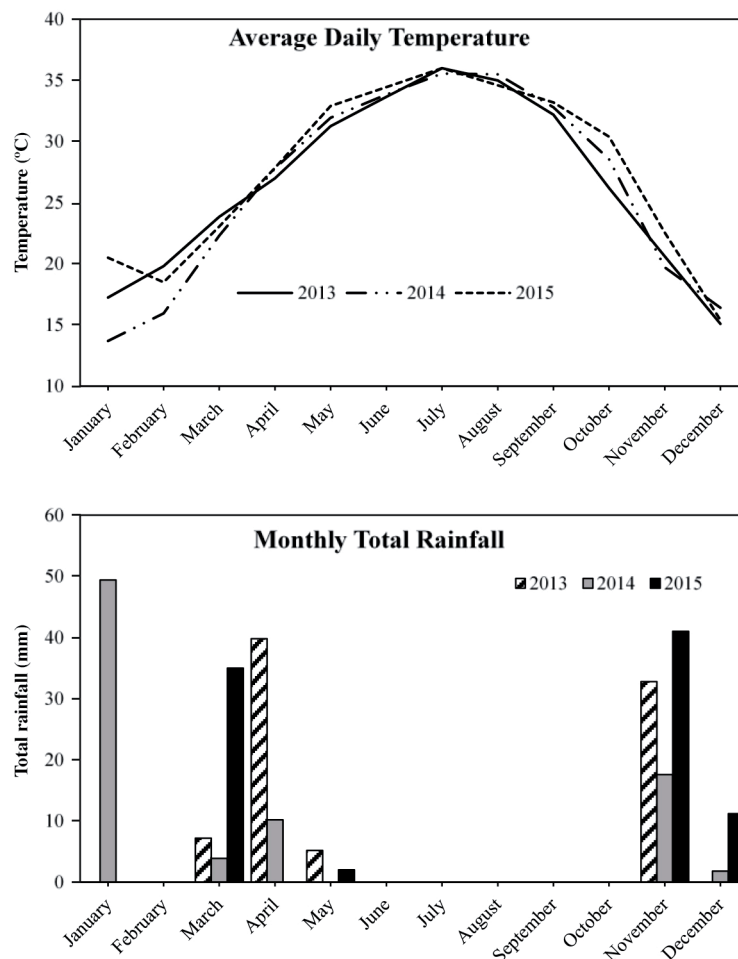 Average Daily Temperature
Temperature (ºC)
40
35
30
25
20
15
10
2013 2014 2015
January February March April May June July August September October November December
Monthly Total Rainfall
Total rainfall (mm)
60
50
40
30
20
10
0
2013 2014 2015
January February March April May June July August September October November December